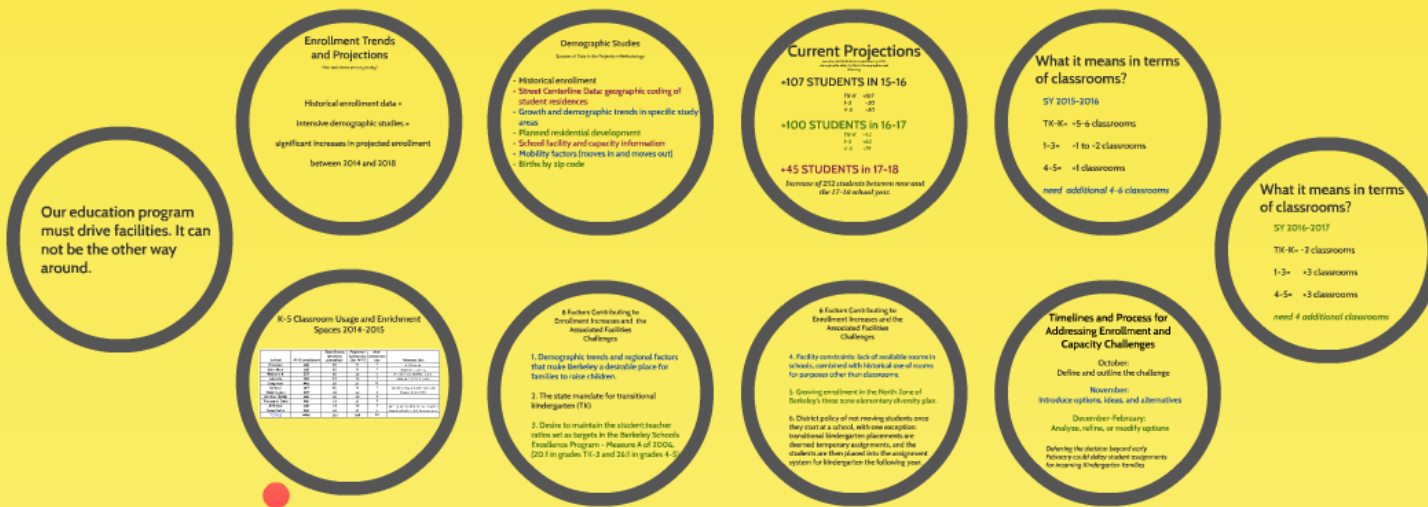 Our education program
must drive facilities. It can
not be the other way
around.
Enrollment Trends
and Projections
Historical enrollment data +
intensive demographic studies =
significant increases in projected enrollment
between 2014 and 2018
Demographic Studies
- Historical enrollment
- Street Centerline Data: geographic coding of
student residences
- Growth and demographic trends in specific study
areas
- Planned residential development
- School facility and capacity information
- Mobility factors (moves in and moves out)
- Births by zip code
Current Projections
+107 STUDENTS IN 15-16
+100 STUDENTS in 16-17
+45 STUDENTS in 17-18
Increase of 252 students between now and
the 17-18 school year.
What it means in terms
of classrooms?
SY 2015-2016
TK-K= +5-6 classrooms
1-3= -1 to -2 classrooms
4-5= +1 classrooms
need additional 4-6 classrooms
What it means in terms
of classrooms?
SY 2016-2017
TK-K= -2 classrooms
1-3= +3 classrooms
4-5= +3 classrooms
need 4 additional classrooms
K-5 Classroom Usage and Enrichment
Spaces 2014-2015
6 Factors Contributing to
Enrollment Increases and the
Associated Facilities
Challenges
1. Demographic trends and regional factors
that make Berkeley a desirable place for
families to raise children.
2. The state mandate for transitional
kindergarten (TK)
3. Desire to maintain the student:teacher
ratios set as targets in the Berkeley Schools
Excellence Program - Measure A of 2006,
(20:1 in grades TK-3 and 26:1 in grades 4-5)
6 Factors Contributing to
Enrollment Increases and the
Associated Facilities
Challenges
4. Facility constraints: lack of available rooms in
schools, combined with historical use of rooms
for purposes other then classrooms.
5. Growing enrollment in the North Zone of
Berkeley's three zone elementary diversity plan.
6. District policy of not moving students once
they start at a school, with one exception:
transitional kindergarten placements are
deemed temporary assignments, and the
students are then placed into the assignment
system for kindergarten the following year.
Timelines and Process for
Addressing Enrollment and
Capacity Challenges
October:
Define and outline the challenge
November:
Introduce options, ideas, and alternatives
December-February:
Analyze, refine, or modify options
Deferring the decision beyond early
February could delay student assignments
for incoming Kindergarten families